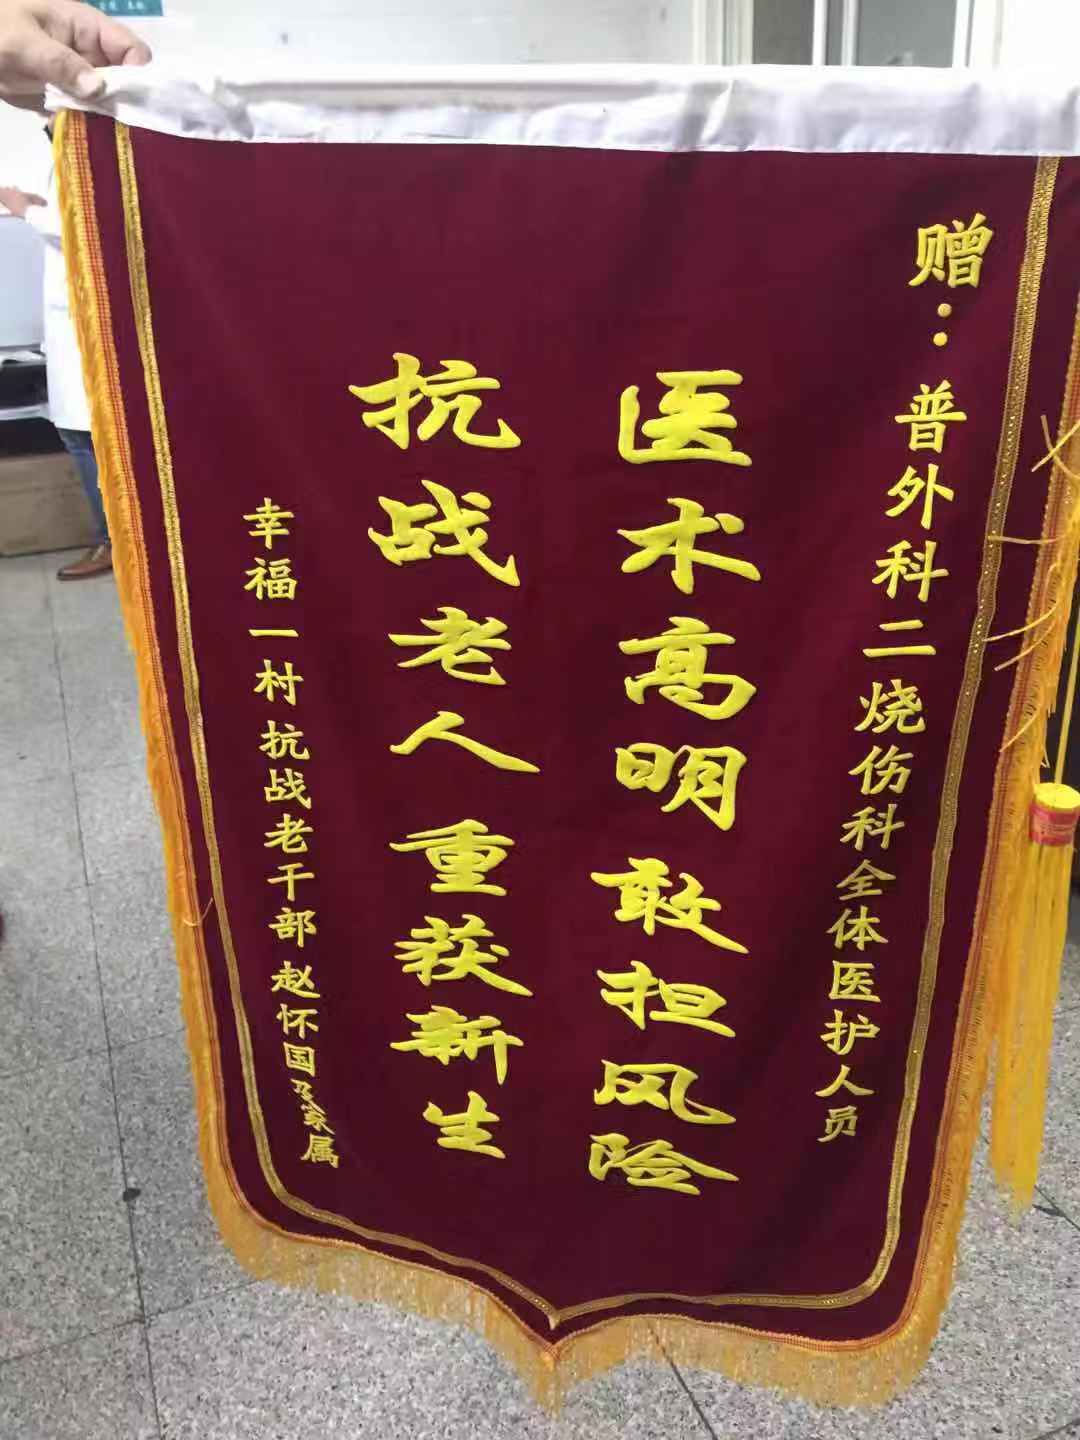 赠：普外科二烧伤科全体医护人员
医术高明 敢担风险
抗战老人 重获新生
幸福一村抗战老干部赵怀国及家属